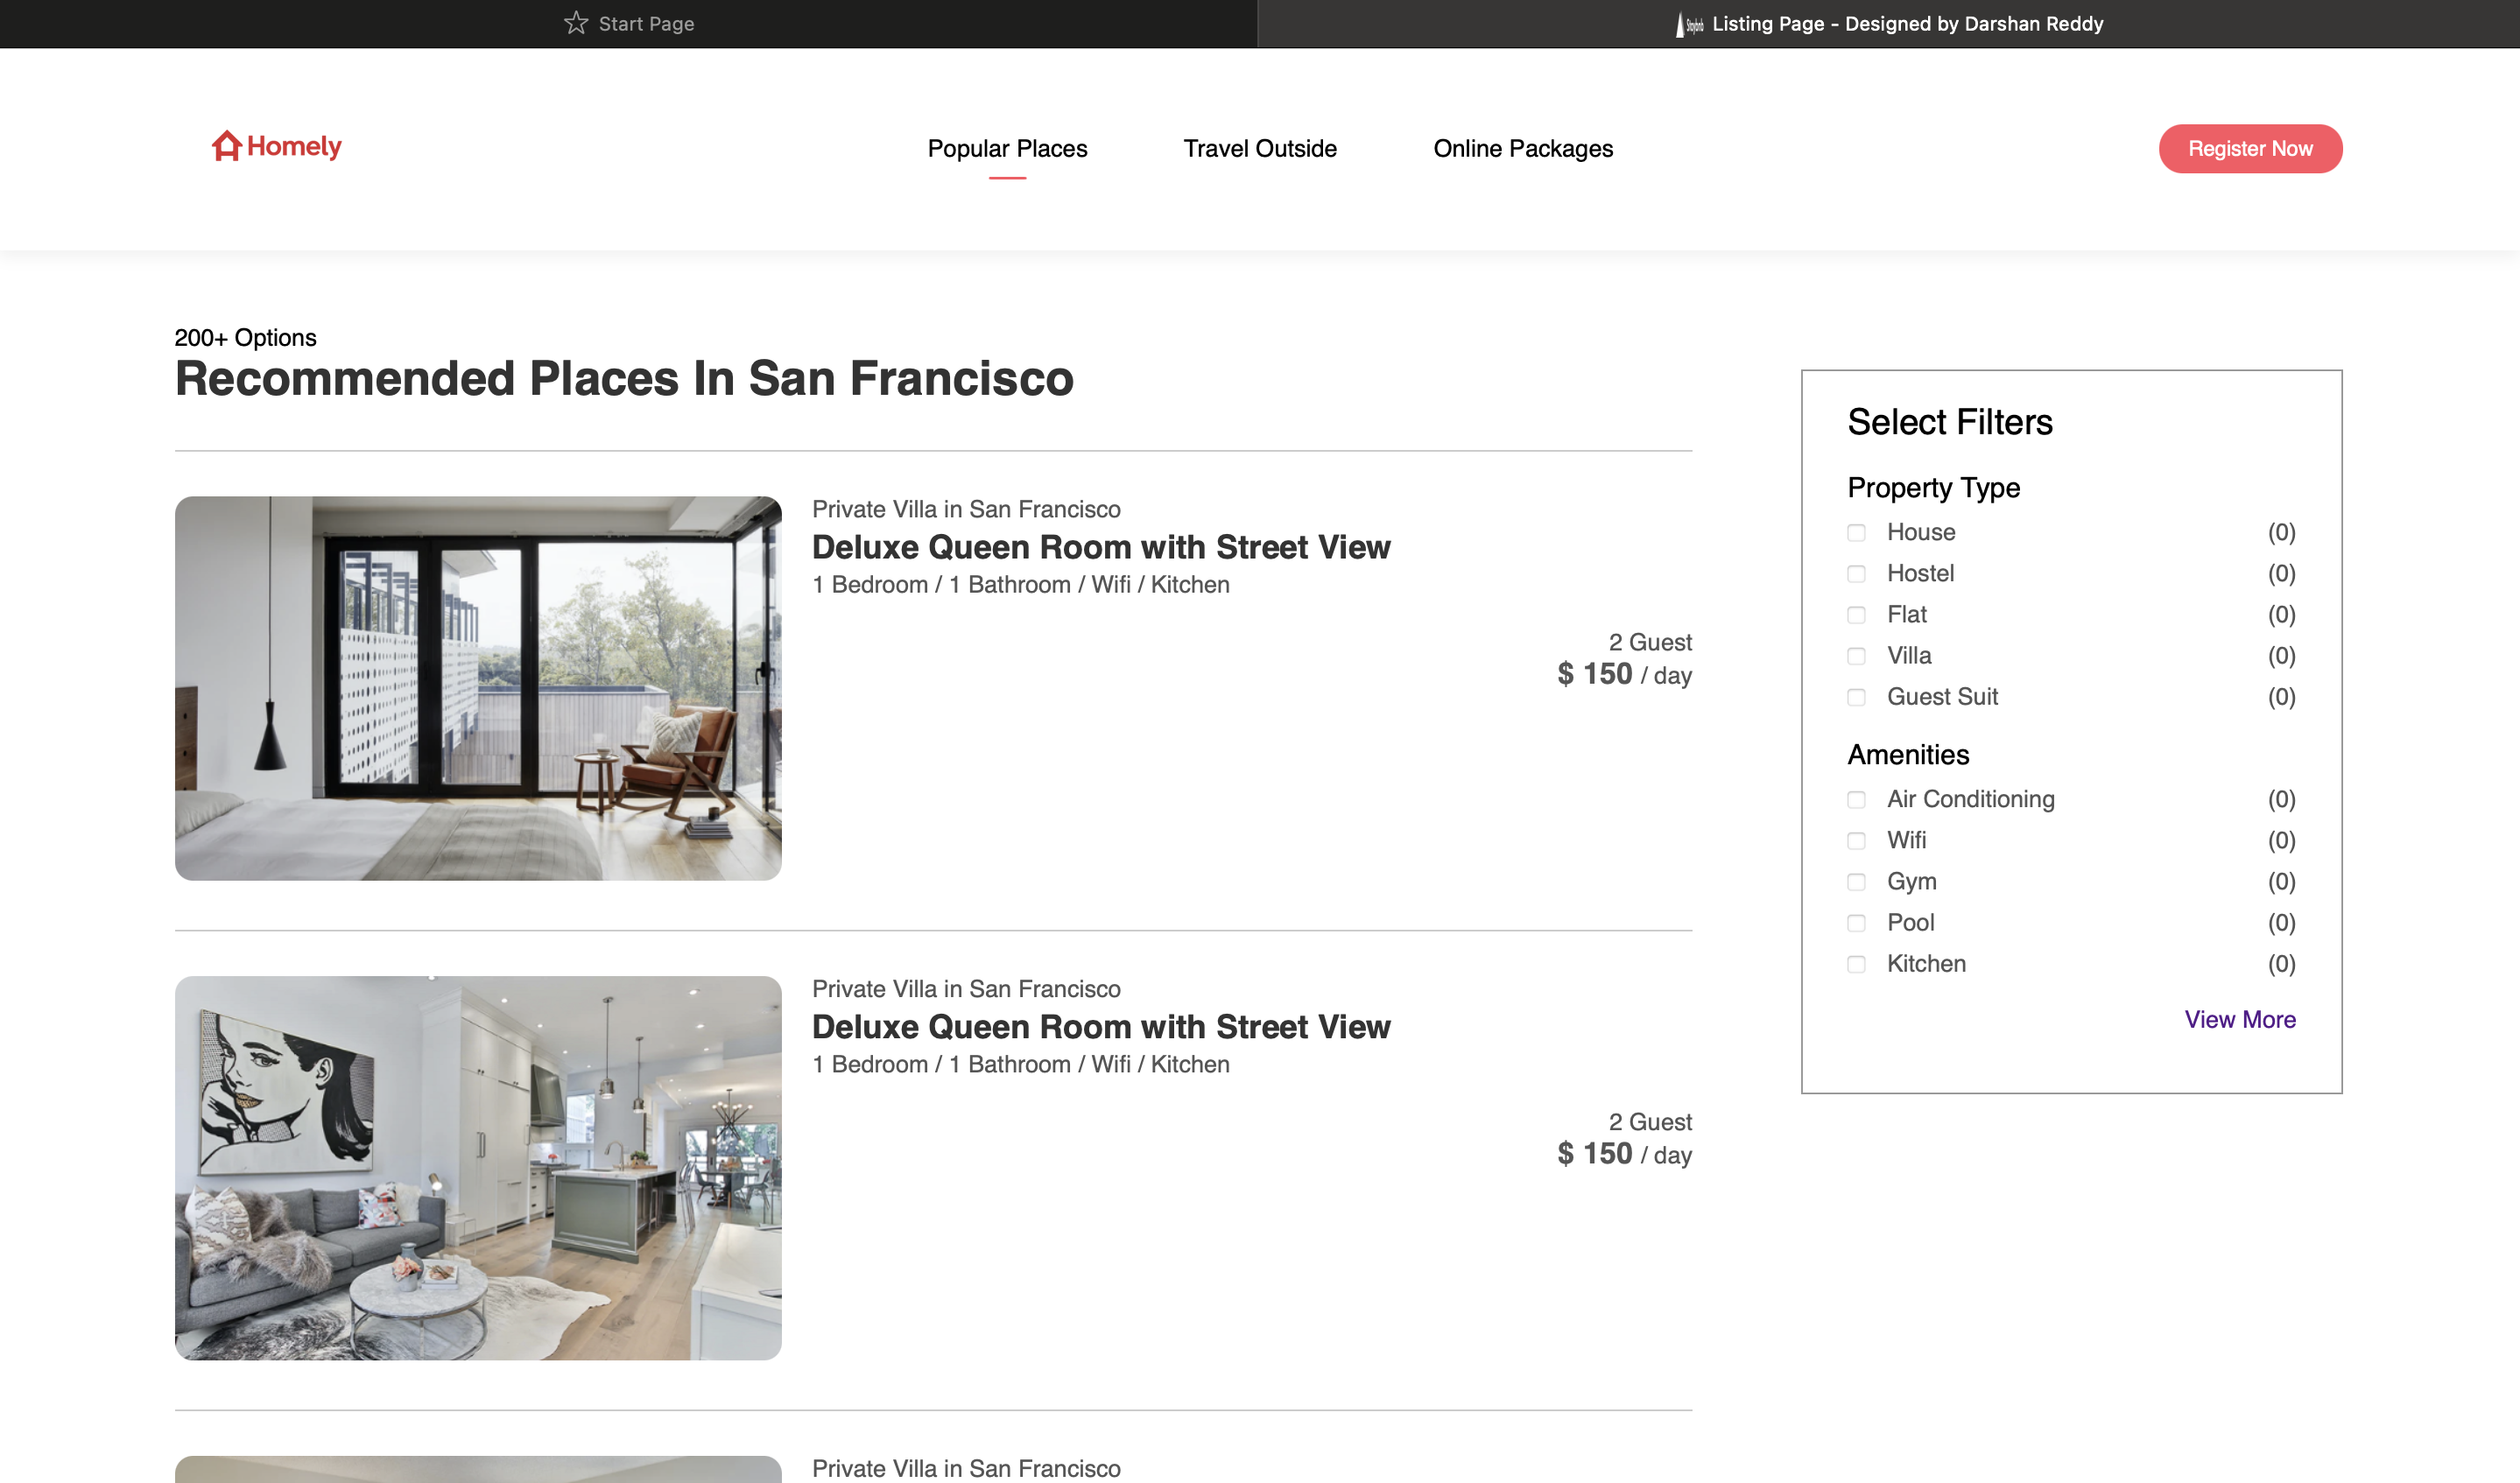 Start Page
Listing Page - Designed by Darshan Reddy
Homely
Popular Places
Travel Outside
Online Packages
Register Now
200+ Options
Recommended Places In San Francisco
Private Villa in San Francisco
Deluxe Queen Room with Street View
1 Bedroom / 1 Bathroom / Wifi / Kitchen
2 Guest
$ 150 / day
Private Villa in San Francisco
Deluxe Queen Room with Street View
1 Bedroom / 1 Bathroom / Wifi / Kitchen
2 Guest
$ 150 / day
Private Villa in San Francisco
Select Filters
Property Type
House (0)
Hostel (0)
Flat (0)
Villa (0)
Guest Suit (0)
Amenities
Air Conditioning (0)
Wifi (0)
Gym (0)
Pool (0)
Kitchen (0)
View More